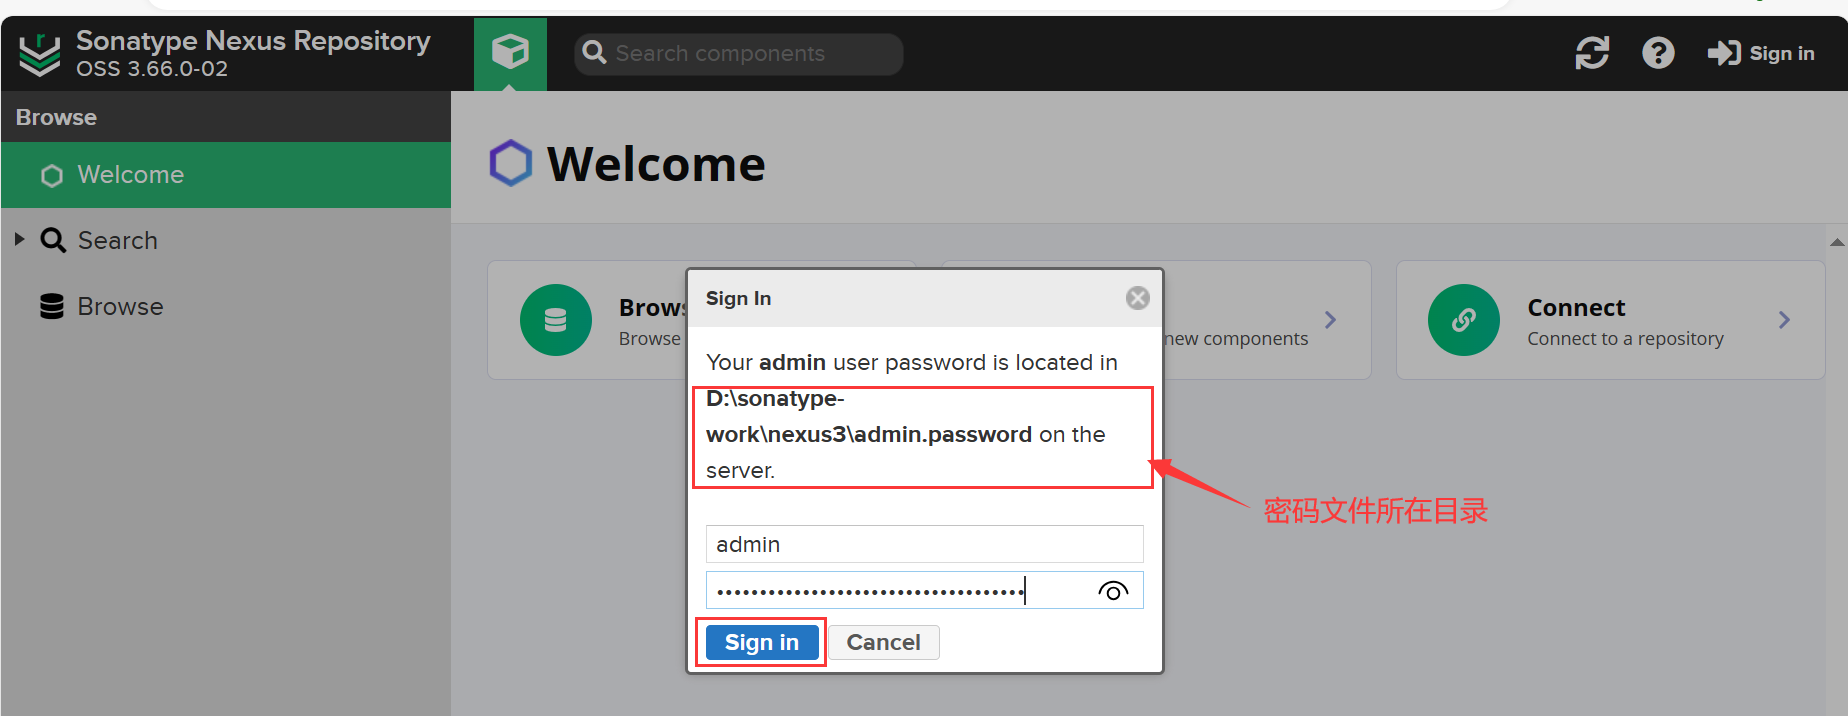 Sonatype Nexus Repository
OSS 3.66.0-02
Search components
Sign in
Browse
Welcome
Search
Browse
Welcome
Brows
Browse
new components
Connect
Connect to a repository
Sign In
Your admin user password is located in
D:\sonatype-
work\nexus3\admin.password on the
server.
密码文件所在目录
admin
Sign in
Cancel